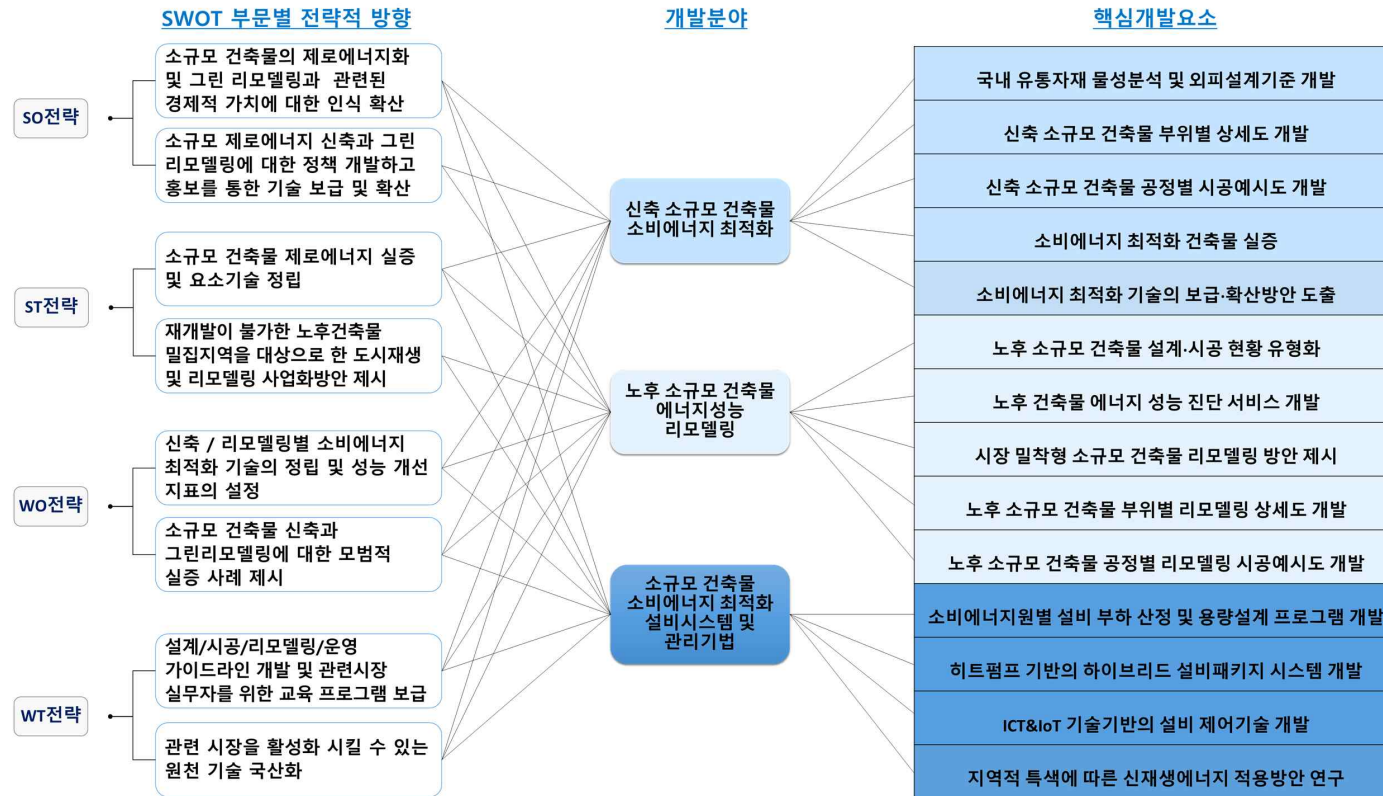 SWOT 부문별 전략적 방향
개발분야
핵심개발요소
SO전략
소규모 건축물의 제로에너지화
및 그린 리모델링과 관련된
경제적 가치에 대한 인식 확산
소규모 제로에너지 신축과 그린
리모델링에 대한 정책 개발하고
홍보를 통한 기술 보급 및 확산
ST전략
소규모 건축물 제로에너지 실증
및 요소기술 정립
재개발이 불가한 노후건축물
밀집지역을 대상으로 한 도시재생
및 리모델링 사업화방안 제시
WO전략
신축 / 리모델링별 소비에너지
최적화 기술의 정립 및 성능 개선
지표의 설정
소규모 건축물 신축과
그린리모델링에 대한 모범적
실증 사례 제시
WT전략
설계/시공/리모델링/운영
가이드라인 개발 및 관련시장
실무자를 위한 교육 프로그램 보급
관련 시장을 활성화 시킬 수 있는
원천 기술 국산화
신축 소규모 건축물
소비에너지 최적화
노후 소규모 건축물
에너지성능
리모델링
소규모 건축물
소비에너지 최적화
설비시스템 및
관리기법
국내 유통자재 물성분석 및 외피설계기준 개발
신축 소규모 건축물 부위별 상세도 개발
신축 소규모 건축물 공정별 시공예시도 개발
소비에너지 최적화 건축물 실증
소비에너지 최적화 기술의 보급·확산방안 도출
노후 소규모 건축물 설계·시공 현황 유형화
노후 건축물 에너지 성능 진단 서비스 개발
시장 밀착형 소규모 건축물 리모델링 방안 제시
노후 소규모 건축물 부위별 리모델링 상세도 개발
노후 소규모 건축물 공정별 리모델링 시공예시도 개발
소비에너지원별 설비 부하 산정 및 용량설계 프로그램 개발
히트펌프 기반의 하이브리드 설비패키지 시스템 개발
ICT&IoT 기술기반의 설비 제어기술 개발
지역적 특색에 따른 신재생에너지 적용방안 연구